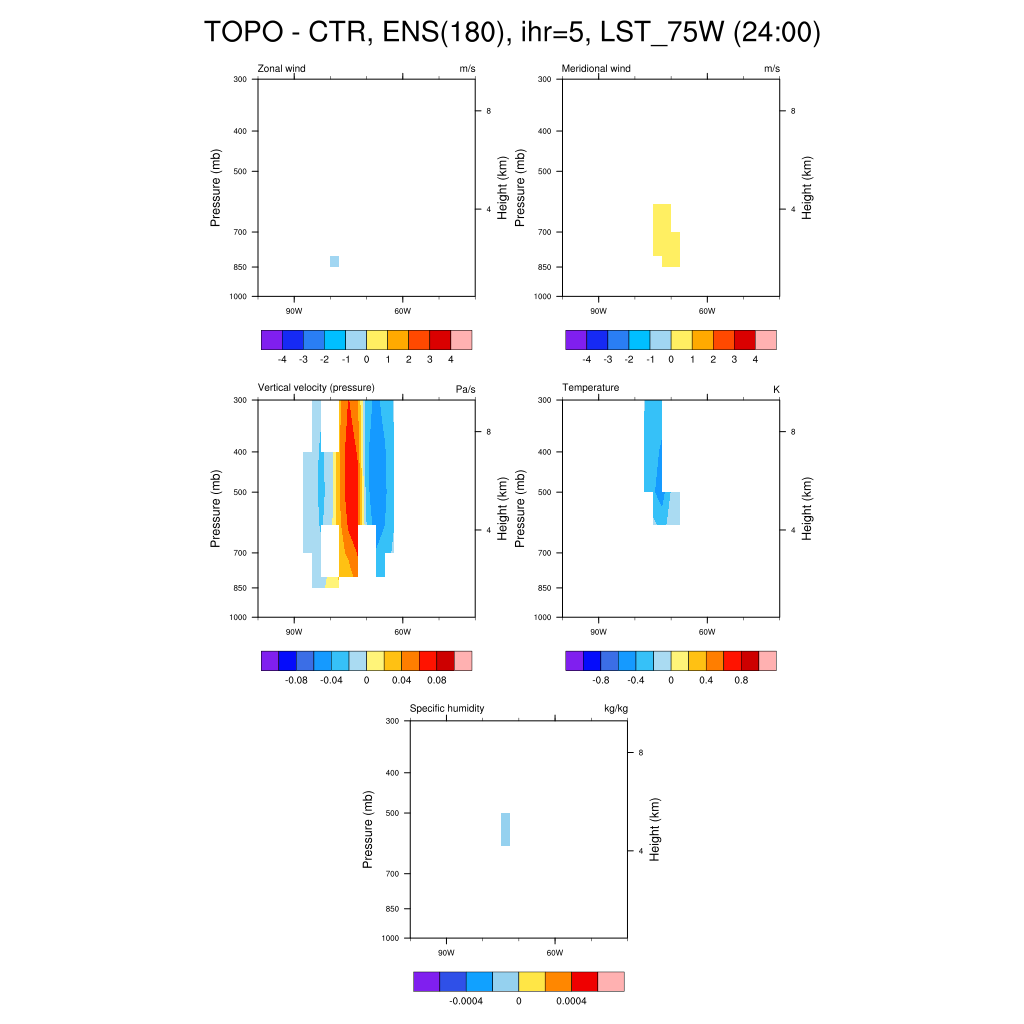 TOPO - CTR, ENS(180), ihr=5, LST_75W (24:00)
Zonal wind m/s
Meridional wind m/s
300
400
500
700
850
1000
Pressure (mb)
8
4
Height (km)
90W 60W
300
400
500
700
850
1000
Pressure (mb)
8
4
Height (km)
90W 60W
-4 -3 -2 -1 0 1 2 3 4
-4 -3 -2 -1 0 1 2 3 4
Vertical velocity (pressure) Pa/s
Temperature K
300
400
500
700
850
1000
Pressure (mb)
8
4
Height (km)
90W 60W
300
400
500
700
850
1000
Pressure (mb)
8
4
Height (km)
90W 60W
-0.08 -0.04 0 0.04 0.08
-0.8 -0.4 0 0.4 0.8
Specific humidity kg/kg
300
400
500
700
850
1000
Pressure (mb)
8
4
Height (km)
90W 60W
-0.0004 0 0.0004